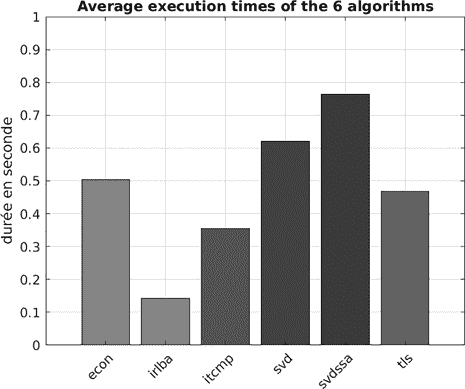 Average execution times of the 6 algorithms
durée en seconde
1
0.9
0.8
0.7
0.6
0.5
0.4
0.3
0.2
0.1
0
econ
irlba
itcmp
svd
svdssa
tls